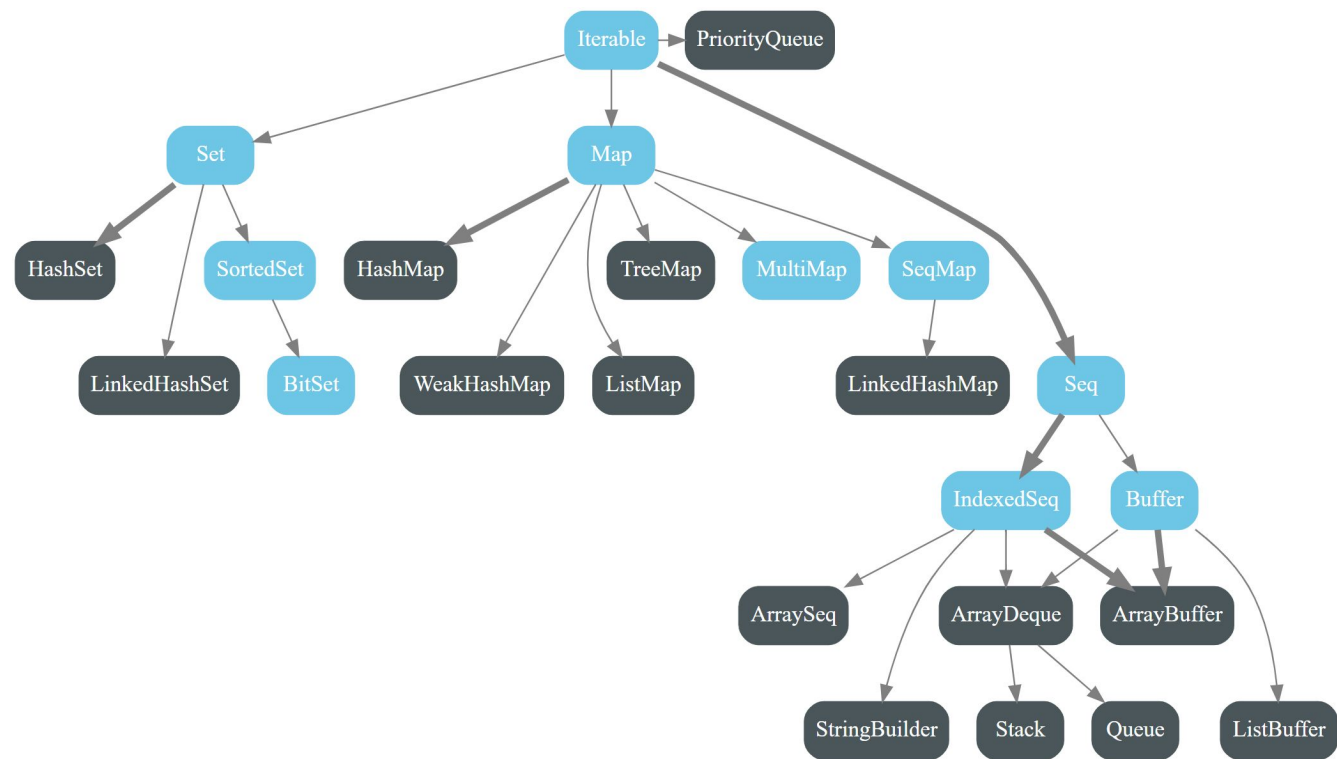 Iterable
PriorityQueue
Set
Map
HashSet
SortedSet
HashMap
TreeMap
MultiMap
SeqMap
LinkedHashSet
BitSet
WeakHashMap
ListMap
LinkedHashMap
Seq
IndexedSeq
Buffer
ArraySeq
ArrayDeque
ArrayBuffer
StringBuilder
Stack
Queue
ListBuffer